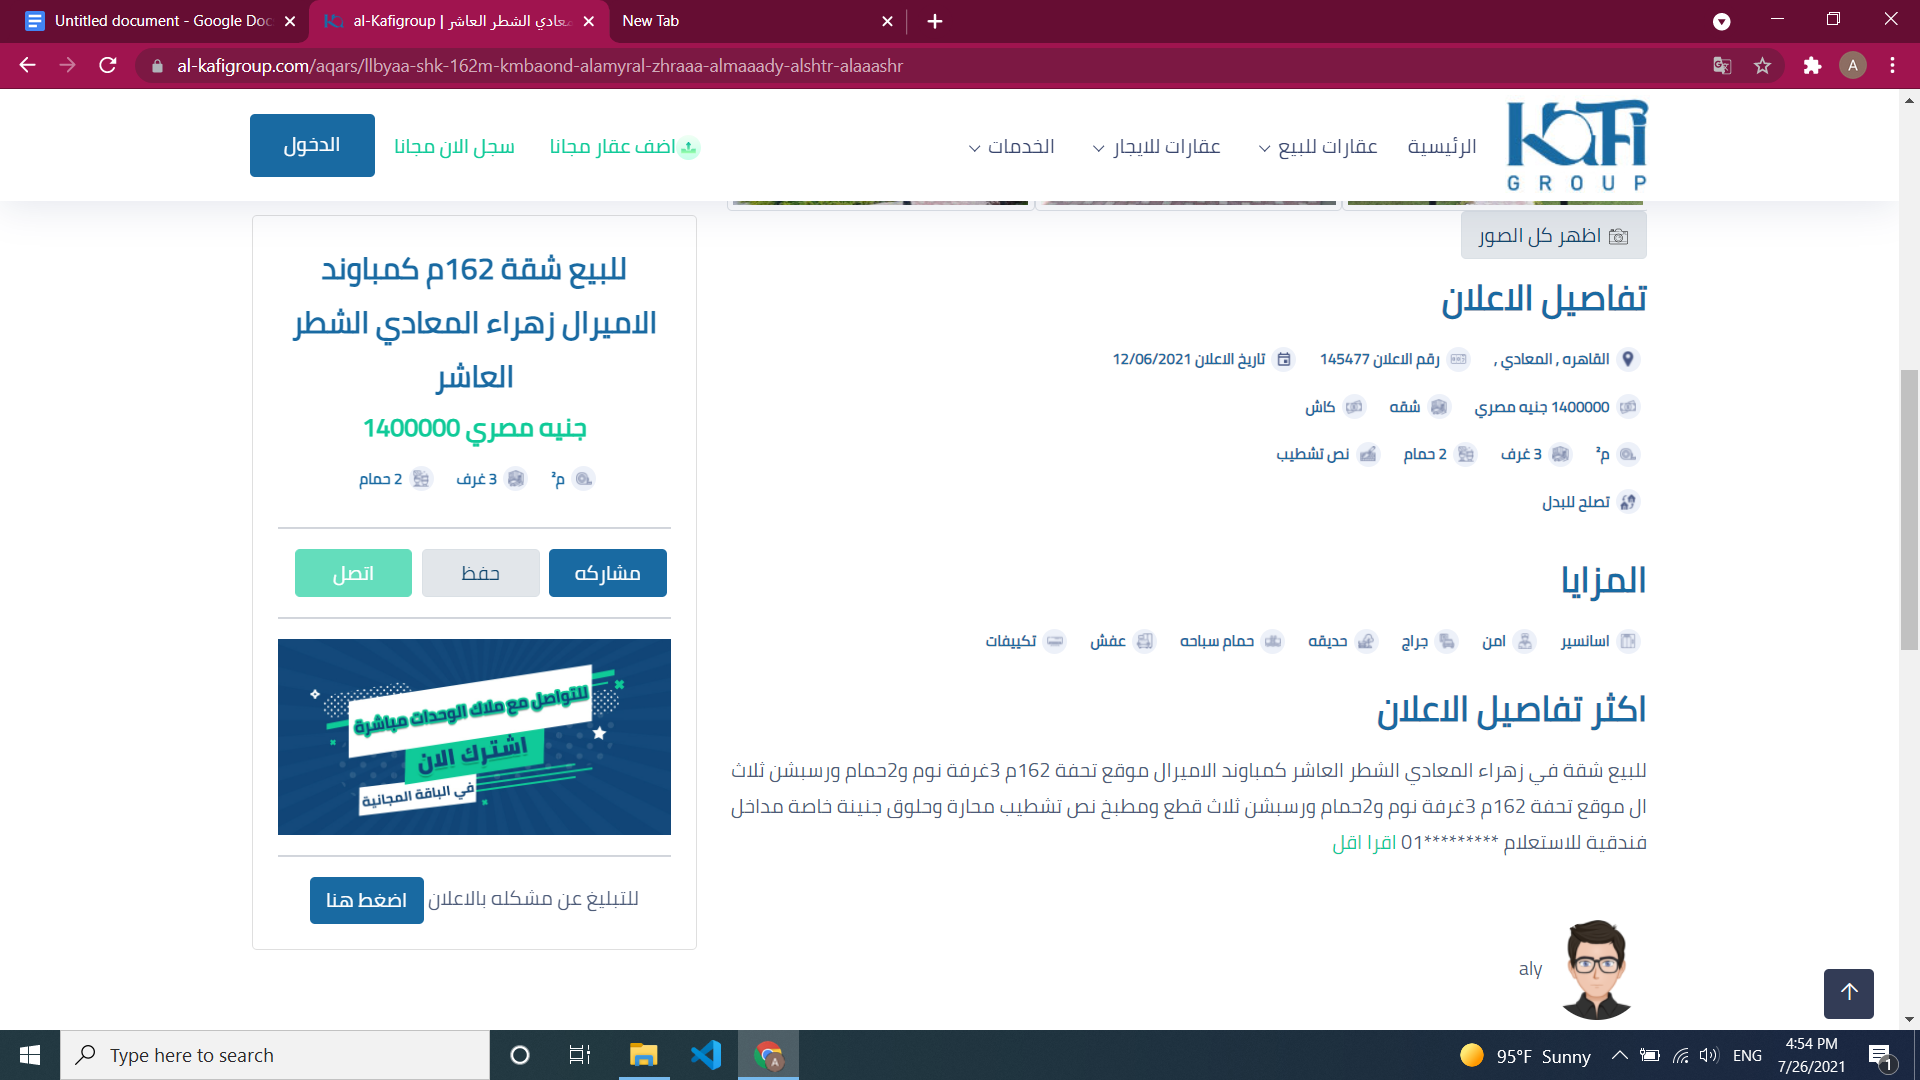 Untitled document - Google Doc
al-Kafigroup | معادي الشطر العاشر
New Tab
al-kafigroup.com/aqars/llbyaa-shk-162m-kmbaond-alamyral-zhraaa-almaaady-alshtr-alaaashr
A
KaFi
GROUP
الرئيسية
عقارات للبيع
عقارات للايجار
الخدمات
اضف عقار مجانا
سجل الان مجانا
الدخول
اظهر كل الصور
تفاصيل الاعلان
القاهره , المعادي ,
رقم الاعلان 145477
تاريخ الاعلان 12/06/2021
1400000 جنيه مصري
شقه
كاش
م²
3 غرف
2 حمام
نص تشطيب
تصلح للبدل
المزايا
اسانسير
امن
جراج
حديقه
حمام سباحه
عفش
تكييفات
اكثر تفاصيل الاعلان
للبيع شقة في زهراء المعادي الشطر العاشر كمباوند الاميرال موقع تحفة 162م 3غرفة نوم و2حمام ورسبشن ثلاث
ال موقع تحفة 162م 3غرفة نوم و2حمام ورسبشن ثلاث قطع ومطبخ نص تشطيب محارة وحلوق جنينة خاصة مداخل
فندقية للاستعلام *********01 اقرا اقل
aly
للبيع شقة 162م كمباوند
الاميرال زهراء المعادي الشطر
العاشر
جنيه مصري 1400000
م²
3 غرف
2 حمام
مشاركه
حفظ
اتصل
للتواصل مع ملاك الوحدات مباشرة
اشترك الان
في الباقة المجانية
للتبليغ عن مشكله بالاعلان
اضغط هنا
Type here to search
A
95°F Sunny
ENG
4:54 PM
7/26/2021
1